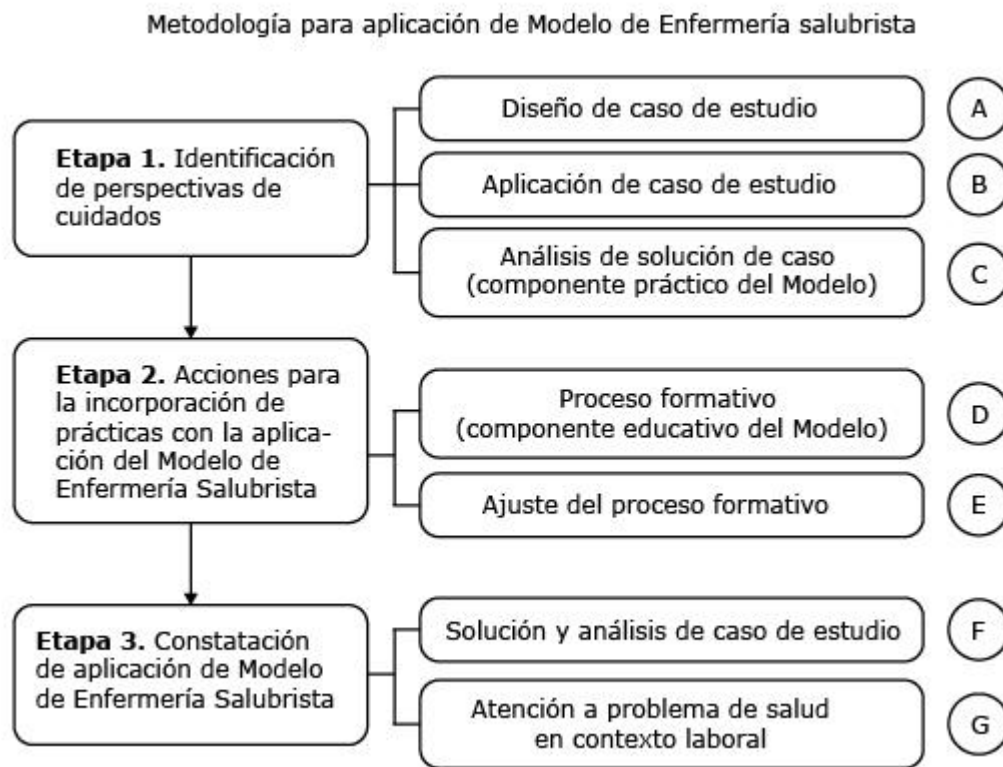 Metodología para aplicación de Modelo de Enfermería salubrista
Etapa 1. Identificación
de perspectivas de
cuidados
Diseño de caso de estudio
A
Aplicación de caso de estudio
B
Análisis de solución de caso
(componente práctico del Modelo)
C
Etapa 2. Acciones para
la incorporación de
prácticas con la aplica-
ción del Modelo de
Enfermería Salubrista
Proceso formativo
(componente educativo del Modelo)
D
Ajuste del proceso formativo
E
Etapa 3. Constatación
de aplicación de Modelo
de Enfermería Salubrista
Solución y análisis de caso de estudio
F
Atención a problema de salud
en contexto laboral
G